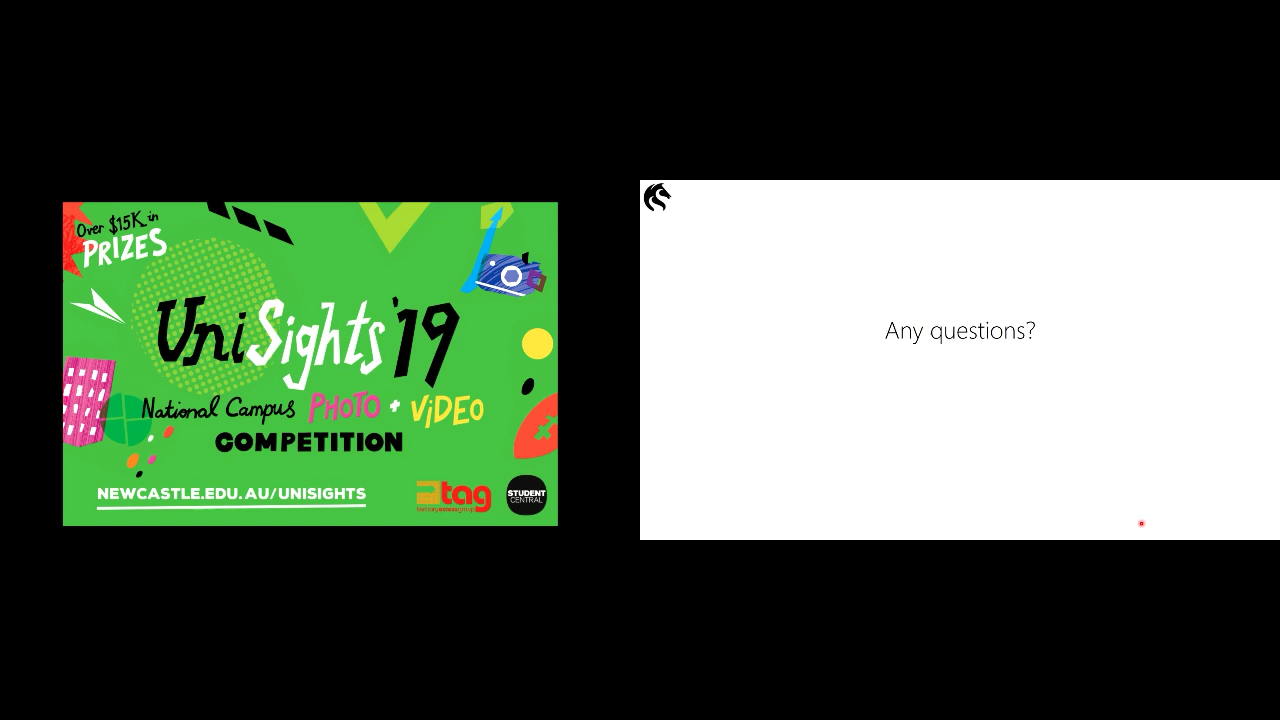 Over $15K in
PRIZES
UniSights '19
National Campus PHOTO + ViDEO
COMPETITION
NEWCASTLE.EDU.AU/UNISIGHTS
tag
STUDENT
CENTRAL
Any questions?